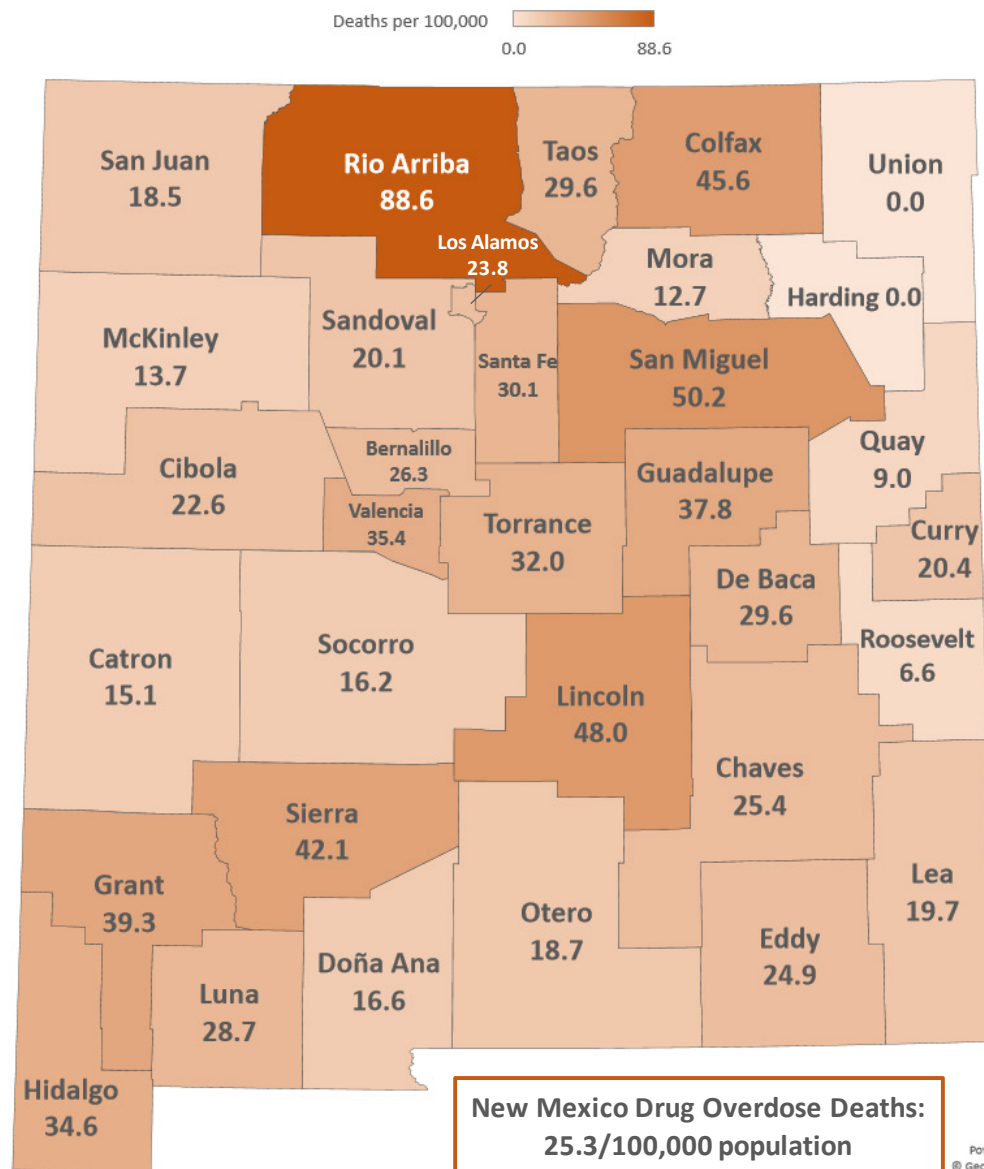 Deaths per 100,000
0.0
88.6
San Juan
18.5
Rio Arriba
88.6
Taos
29.6
Colfax
45.6
Union
0.0
Los Alamos
23.8
Mora
12.7
Harding 0.0
McKinley
13.7
Sandoval
20.1
Santa Fe
30.1
San Miguel
50.2
Quay
9.0
Cibola
22.6
Bernalillo
26.3
Valencia
35.4
Torrance
32.0
Guadalupe
37.8
Curry
20.4
De Baca
29.6
Roosevelt
6.6
Catron
15.1
Socorro
16.2
Lincoln
48.0
Chaves
25.4
Sierra
42.1
Grant
39.3
Lea
19.7
Otero
18.7
Eddy
24.9
Doña Ana
16.6
Luna
28.7
Hidalgo
34.6
New Mexico Drug Overdose Deaths:
25.3/100,000 population